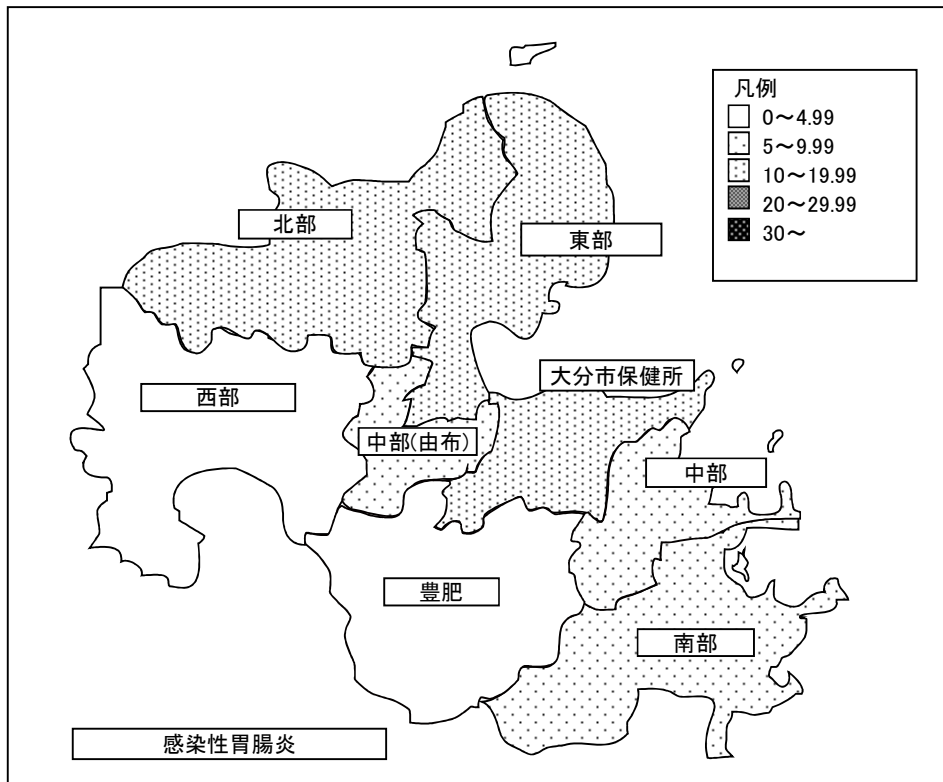 凡例
0～4.99
5～9.99
10～19.99
20～29.99
30～
北部
東部
大分市保健所
西部
中部(由布)
中部
豊肥
南部
感染性胃腸炎